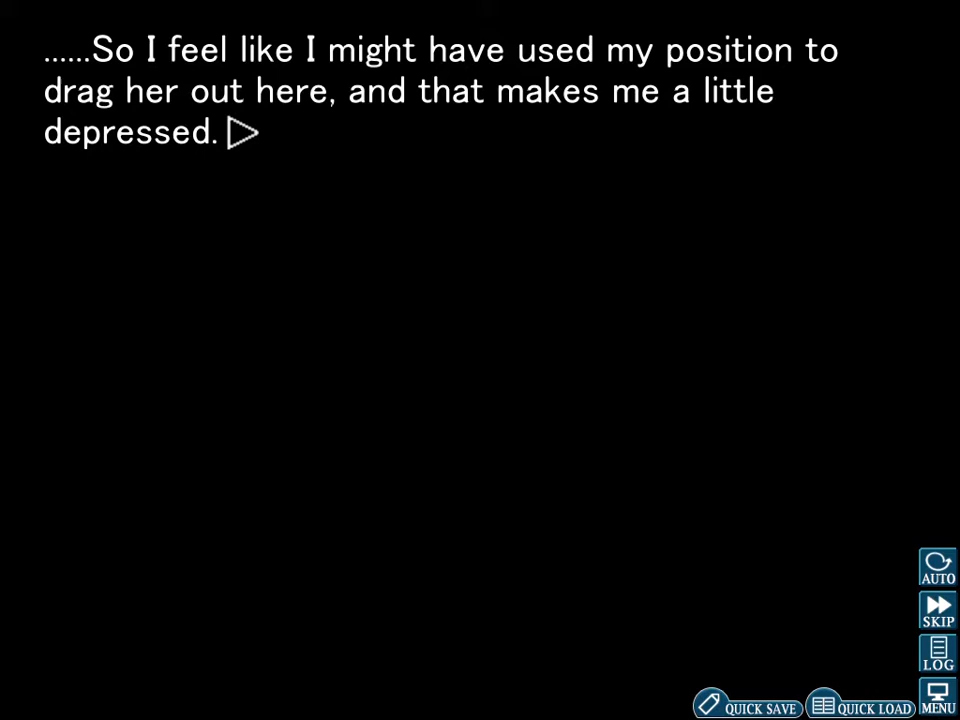 ......So I feel like I might have used my position to
drag her out here, and that makes me a little
depressed.
AUTO
SKIP
LOG
QUICK SAVE
QUICK LOAD
MENU